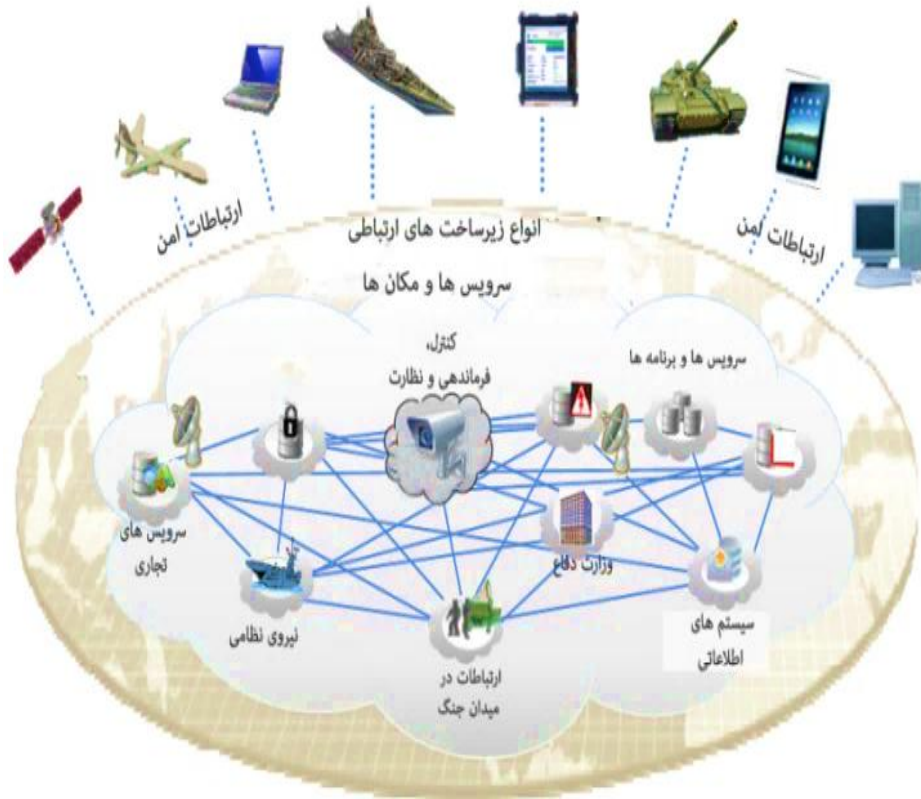 ارتباطات امن
ارتباطات امن
انواع زیرساخت های ارتباطی
سرویس ها و مکان ها
کنترل،
فرماندهی و نظارت
سرویس ها و برنامه ها
سرویس های
تجاری
وزارت دفاع
نیروی نظامی
سیستم های
اطلاعاتی
ارتباطات در
میدان جنگ